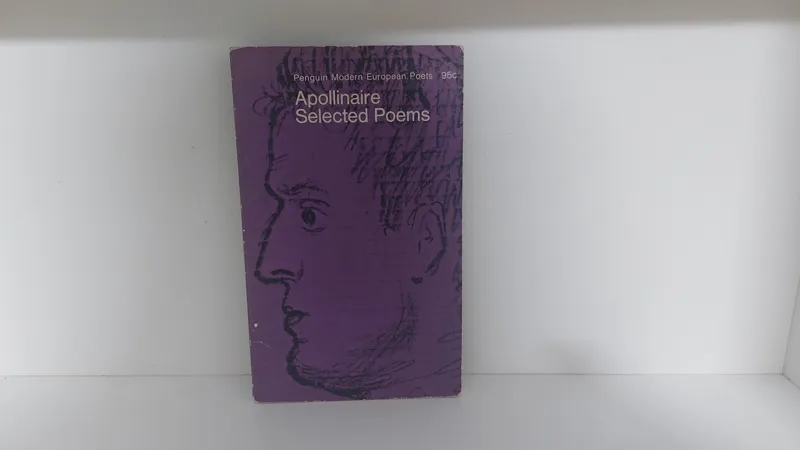 Penguin Modern European Poets 95c
Apollinaire
Selected Poems